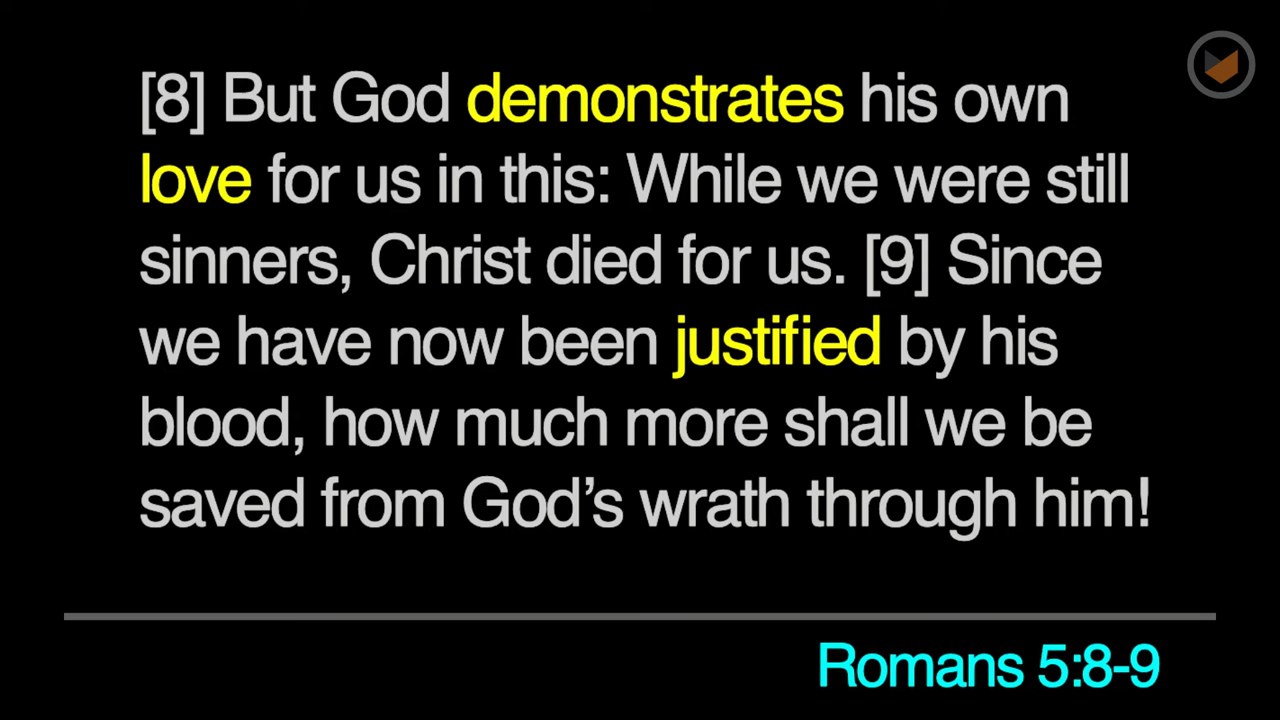 [8] But God demonstrates his own
love for us in this: While we were still
sinners, Christ died for us. [9] Since
we have now been justified by his
blood, how much more shall we be
saved from God’s wrath through him!
Romans 5:8-9